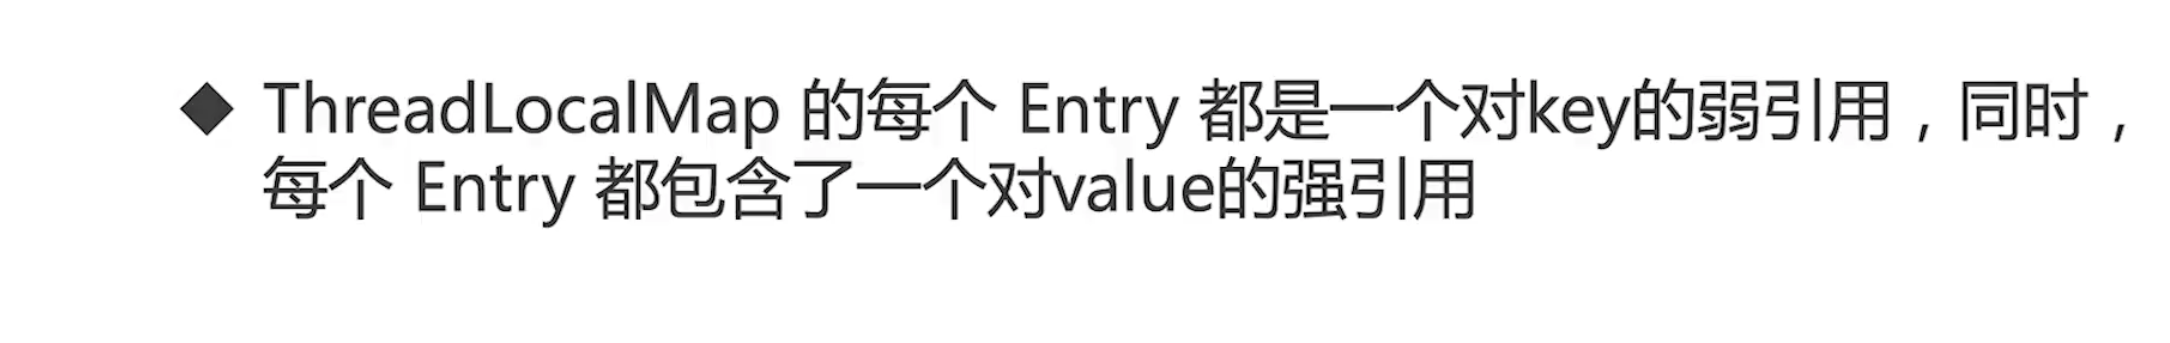 ◆ ThreadLocalMap 的每个 Entry 都是一个对key的弱引用，同时，
每个 Entry 都包含了一个对value的强引用